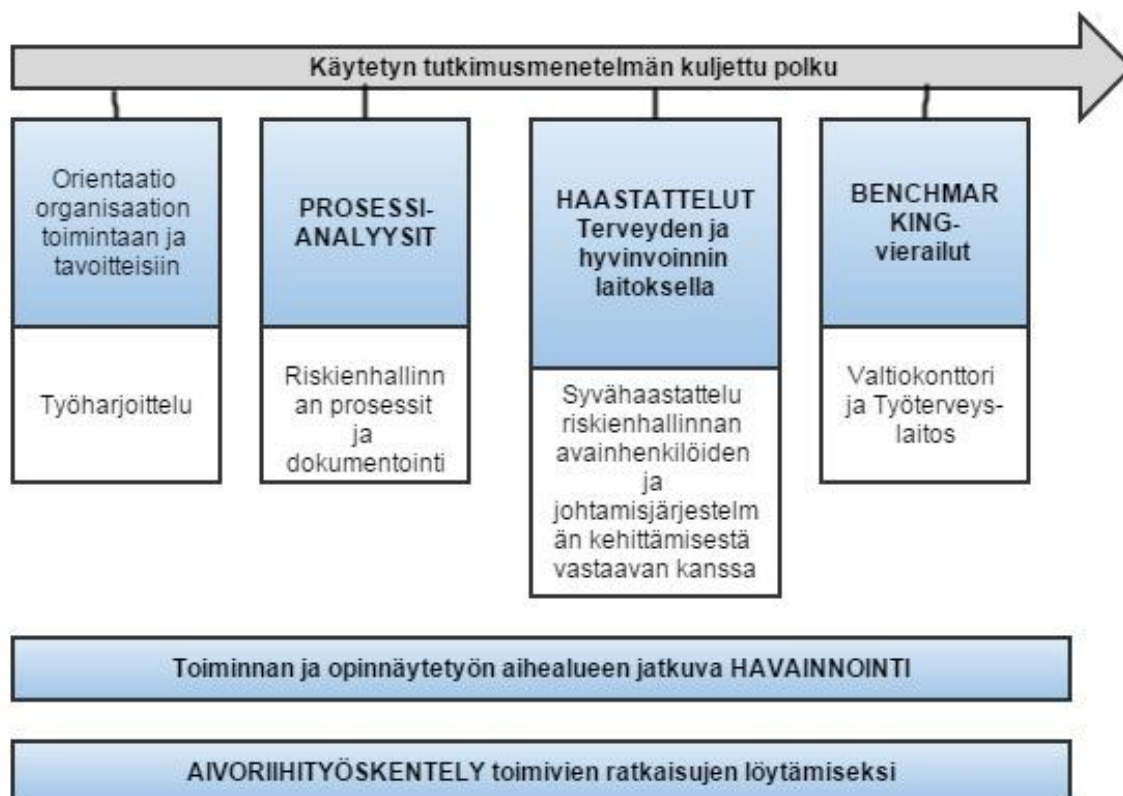 Käytetyn tutkimusmenetelmän kuljettu polku
Orientaatio
organisaation
toimintaan ja
tavoitteisiin
Työharjoittelu
PROSESSI-
ANALYYSIT
Riskienhallinn
an prosessit
ja
dokumentointi
HAASTATTELUT
Terveyden ja
hyvinvoinnin
laitoksella
Syvähaastattelu
riskienhallinnan
avainhenkilöiden
ja
johtamisjärjestelm
än kehittämisestä
vastaavan kanssa
BENCHMAR
KING-
vierailut
Valtiokonttori
ja Työterveys-
laitos
Toiminnan ja opinnäytetyön aihealueen jatkuva HAVAINNOINTI
AIVORIIHITYÖSKENTELY toimivien ratkaisujen löytämiseksi